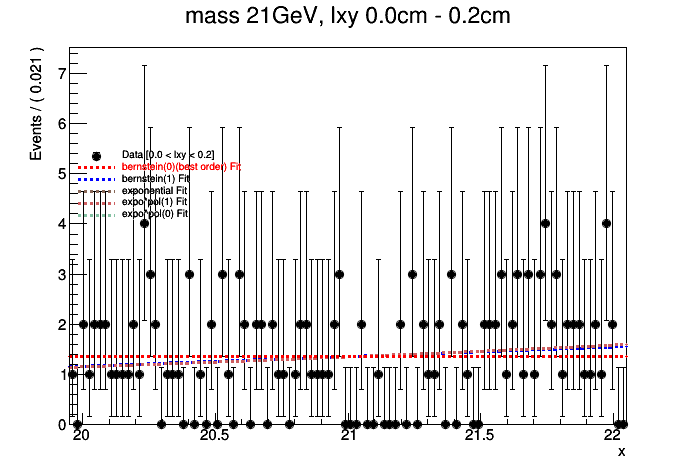 mass 21GeV, lxy 0.0cm - 0.2cm
Events / ( 0.021 )
7
6
5
4
3
2
1
0
Data [0.0 < lxy < 0.2]
bernstein(0)(best order) Fit
bernstein(1) Fit
exponential Fit
expo*pol(1) Fit
expo*pol(0) Fit
20
20.5
21
21.5
22
x